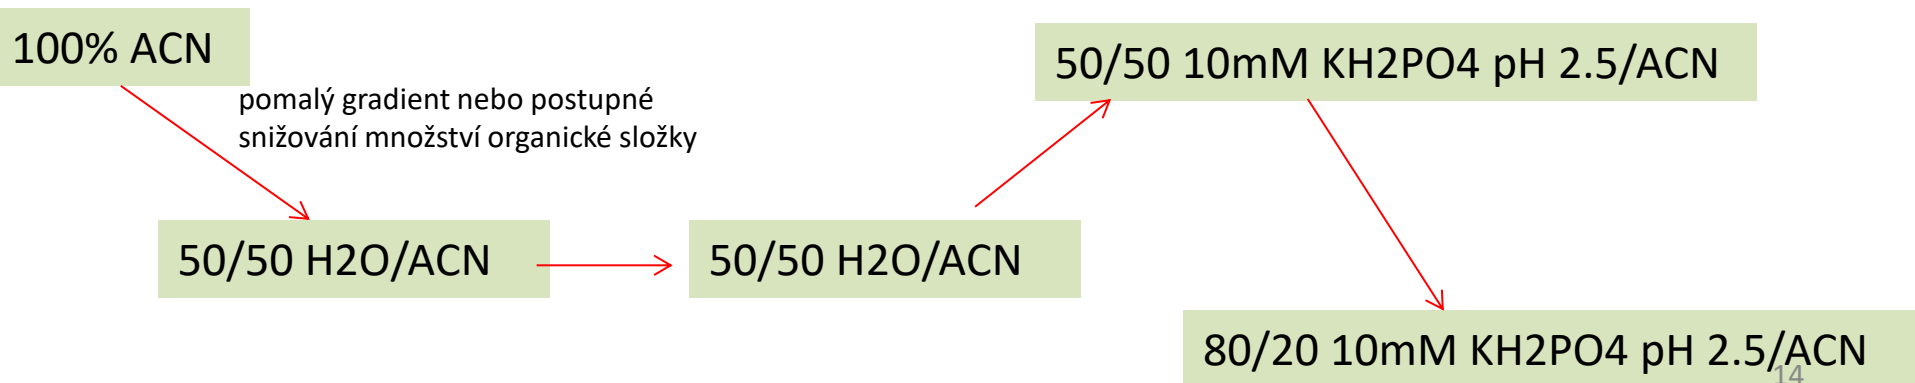 100% ACN
pomalý gradient nebo postupné
snižování množství organické složky
50/50 H2O/ACN
50/50 H2O/ACN
50/50 10mM KH2PO4 pH 2.5/ACN
80/20 10mM KH2PO4 pH 2.5/ACN
14